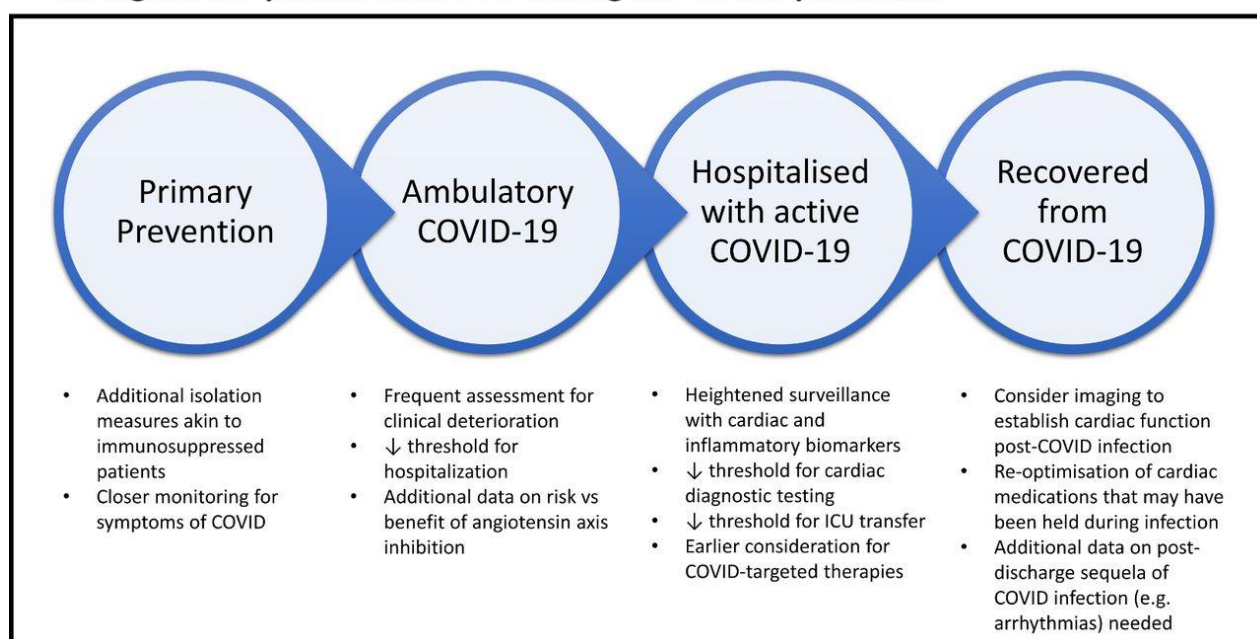 Primary
Prevention
Ambulatory
COVID-19
Hospitalised
with active
COVID-19
Recovered
from
COVID-19
• Additional isolation
measures akin to
immunosuppressed
patients
• Closer monitoring for
symptoms of COVID
• Frequent assessment for
clinical deterioration
• ↓ threshold for
hospitalization
• Additional data on risk vs
benefit of angiotensin axis
inhibition
• Heightened surveillance
with cardiac and
inflammatory biomarkers
• ↓ threshold for cardiac
diagnostic testing
• ↓ threshold for ICU transfer
• Earlier consideration for
COVID-targeted therapies
• Consider imaging to
establish cardiac function
post-COVID infection
• Re-optimisation of cardiac
medications that may have
been held during infection
• Additional data on post-
discharge sequela of
COVID infection (e.g.
arrhythmias) needed